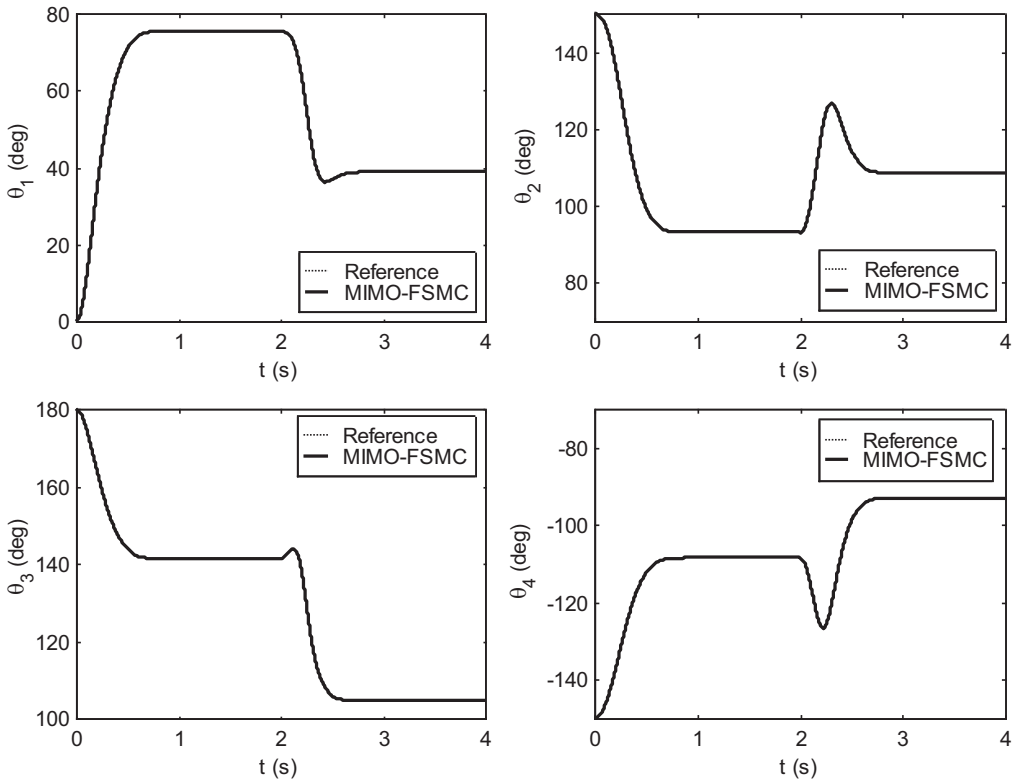 80
60
40
20
0
θ1 (deg)
0 1 2 3 4
t (s)
Reference
MIMO-FSMC
140
120
100
80
θ2 (deg)
0 1 2 3 4
t (s)
Reference
MIMO-FSMC
180
160
140
120
100
θ3 (deg)
0 1 2 3 4
t (s)
Reference
MIMO-FSMC
-80
-100
-120
-140
θ4 (deg)
0 1 2 3 4
t (s)
Reference
MIMO-FSMC